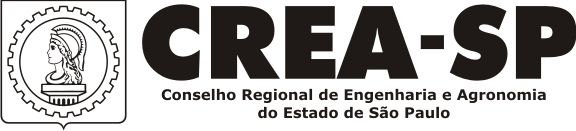 CREA-SP
Conselho Regional de Engenharia e Agronomia
do Estado de São Paulo